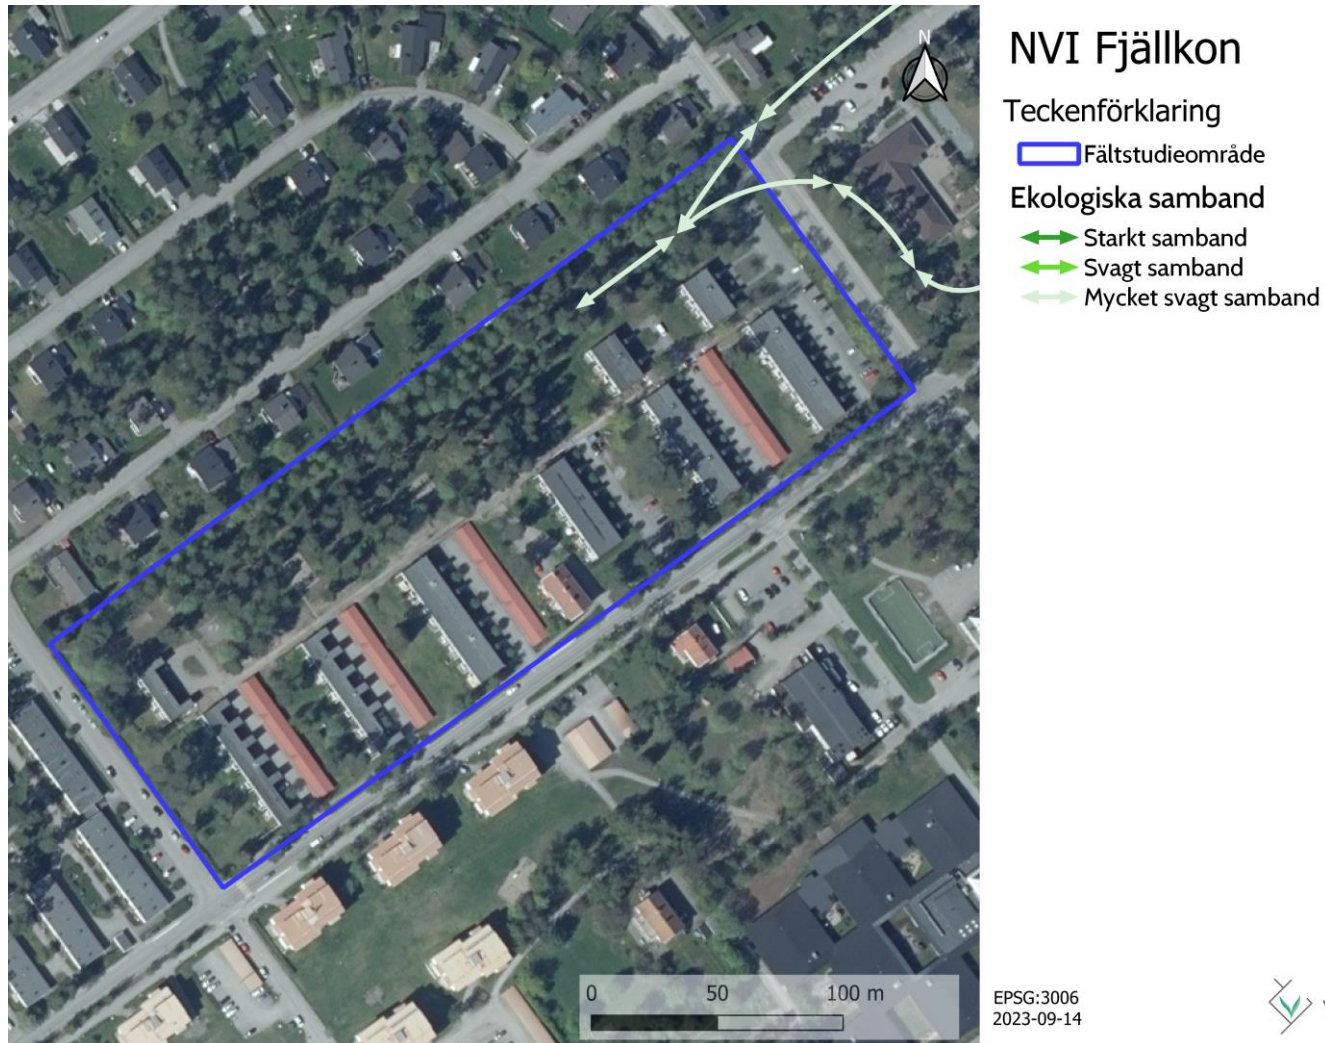 N
NVI Fjällkon
Teckenförklaring
Fältstudieområde
Ekologiska samband
Starkt samband
Svagt samband
Mycket svagt samband
0 50 100 m
EPSG:3006
2023-09-14